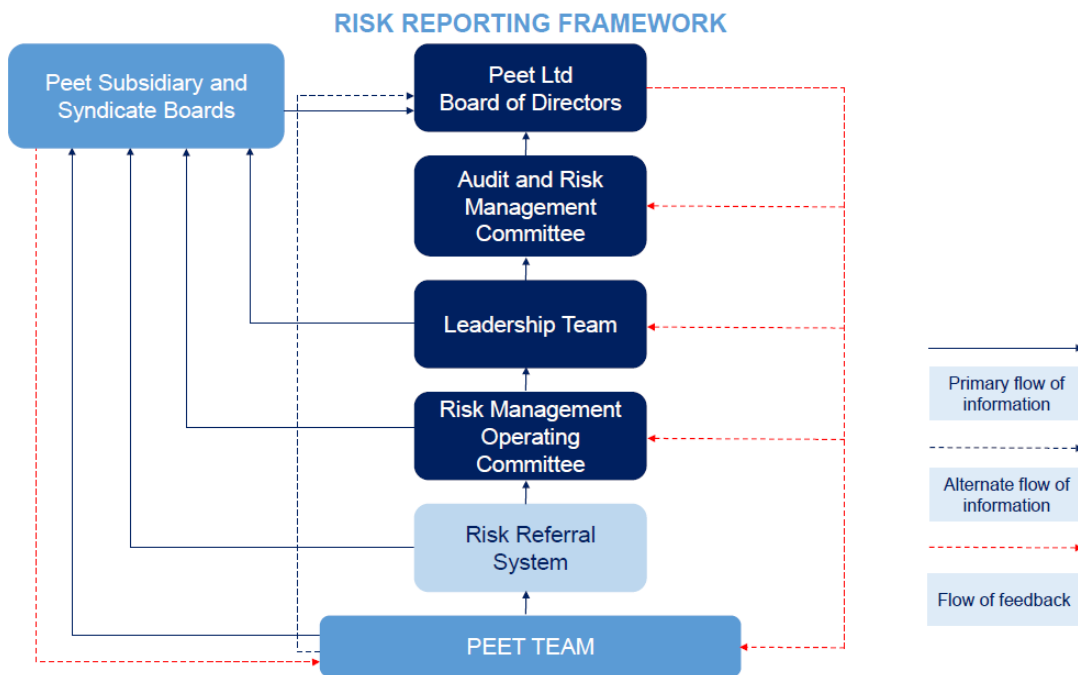 RISK REPORTING FRAMEWORK
Peet Subsidiary and
Syndicate Boards
Peet Ltd
Board of Directors
Audit and Risk
Management
Committee
Leadership Team
Risk Management
Operating
Committee
Risk Referral
System
PEET TEAM
Primary flow of
information
Alternate flow of
information
Flow of feedback